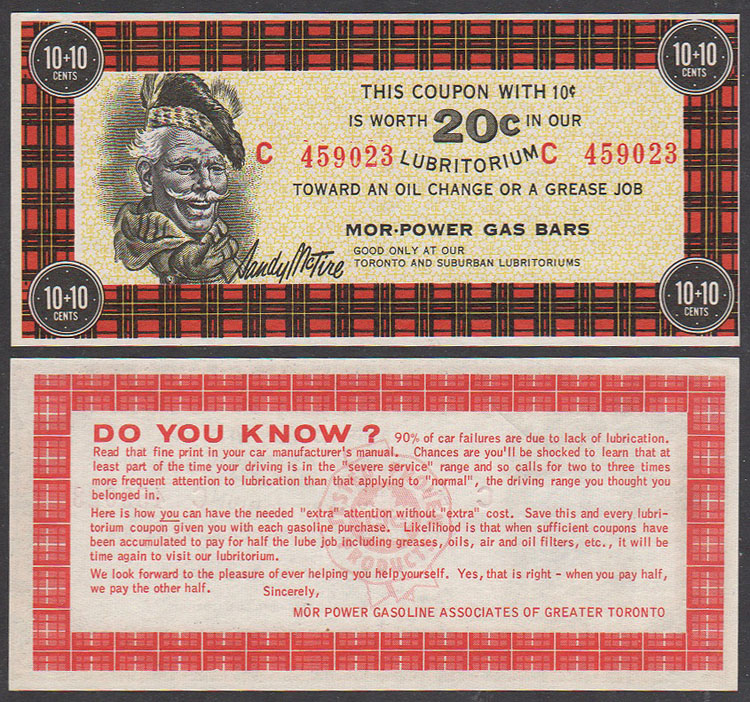 10+10 CENTS
10+10 CENTS
THIS COUPON WITH 10¢
IS WORTH 20¢ IN OUR
C 459023 LUBRITORIUM C 459023
TOWARD AN OIL CHANGE OR A GREASE JOB
MOR-POWER GAS BARS
GOOD ONLY AT OUR
TORONTO AND SUBURBAN LUBRITORIUMS
Sandy McTire
10+10 CENTS
10+10 CENTS
DO YOU KNOW? 90% of car failures are due to lack of lubrication.
Read that fine print in your car manufacturer's manual. Chances are you'll be shocked to learn that at
least part of the time your driving is in the "severe service" range and so calls for two to three times
more frequent attention to lubrication than that applying to "normal", the driving range you thought you
belonged in.
Here is how you can have the needed "extra" attention without "extra" cost. Save this and every lubri-
torium coupon given you with each gasoline purchase. Likelihood is that when sufficient coupons have
been accumulated to pay for half the lube job including greases, oils, air and oil filters, etc., it will be
time again to visit our lubritorium.
We look forward to the pleasure of ever helping you help yourself. Yes, that is right - when you pay half,
we pay the other half. Sincerely,
MOR POWER GASOLINE ASSOCIATES OF GREATER TORONTO
PRODUCTS